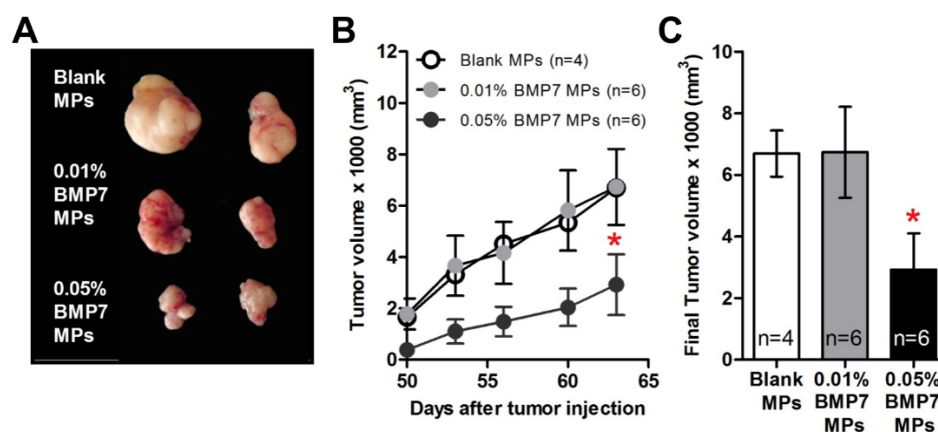 A
Blank
MPs
0.01%
BMP7
MPs
0.05%
BMP7
MPs
B
Tumor volume x 1000 (mm³)
12
10
8
6
4
2
0
Blank MPs (n=4)
0.01% BMP7 MPs (n=6)
0.05% BMP7 MPs (n=6)
*
50 55 60 65
Days after tumor injection
C
Final Tumor volume x 1000 (mm³)
10
8
6
4
2
0
*
n=4 n=6 n=6
Blank
MPs
0.01%
BMP7
MPs
0.05%
BMP7
MPs